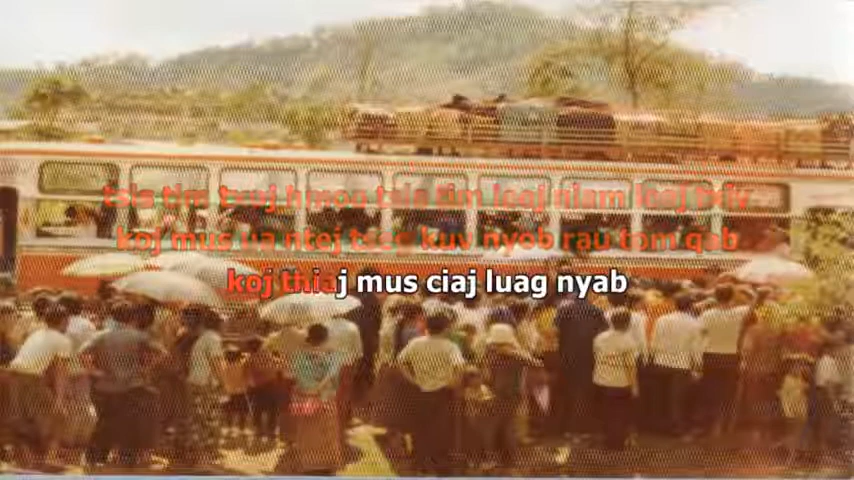 tsis tim txuj hmoo tsis tim leej niam leej txiv
koj mus ua ntej tseg kuv nyob rau tom qab
koj thiaj mus ciaj luag nyab